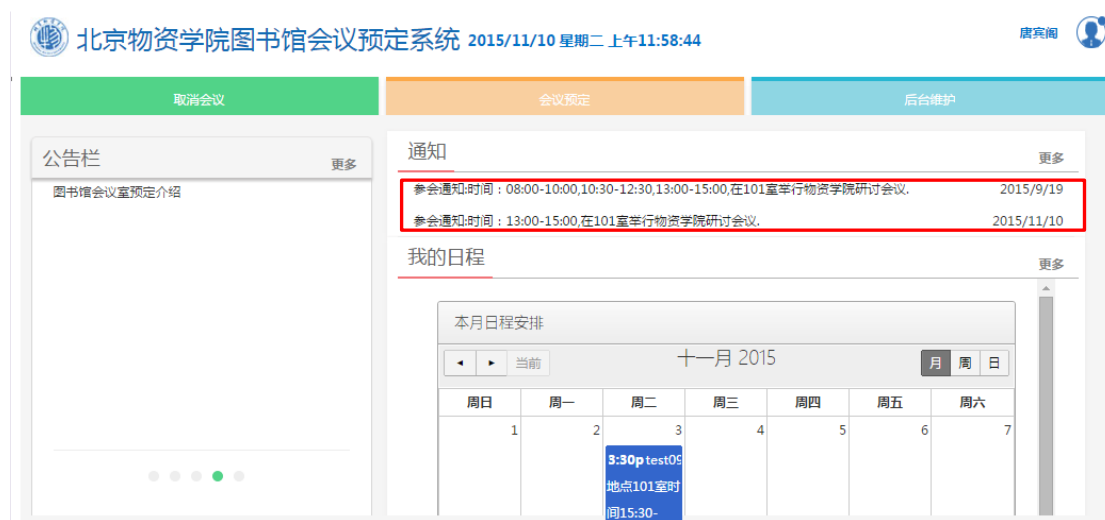 北京物资学院图书馆会议预定系统 2015/11/10 星期二 上午11:58:44
唐宾阁
取消会议
会议预定
后台维护
公告栏
更多
图书馆会议室预定介绍
通知
更多
参会通知:时间：08:00-10:00,10:30-12:30,13:00-15:00,在101室举行物资学院研讨会议. 2015/9/19
参会通知:时间：13:00-15:00,在101室举行物资学院研讨会议. 2015/11/10
我的日程
更多
本月日程安排
◂ ▸ 当前 十一月 2015 月 周 日
周日 周一 周二 周三 周四 周五 周六
1 2 3 4 5 6 7
3:30p test09
地点101室时
间15:30-